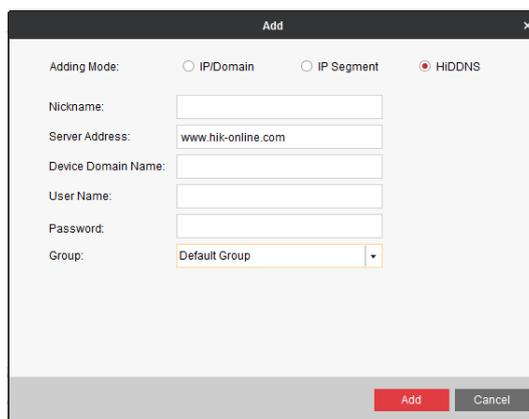 Add
Adding Mode: IP/Domain IP Segment HiDDNS
Nickname:
Server Address: www.hik-online.com
Device Domain Name:
User Name:
Password:
Group: Default Group
Add Cancel